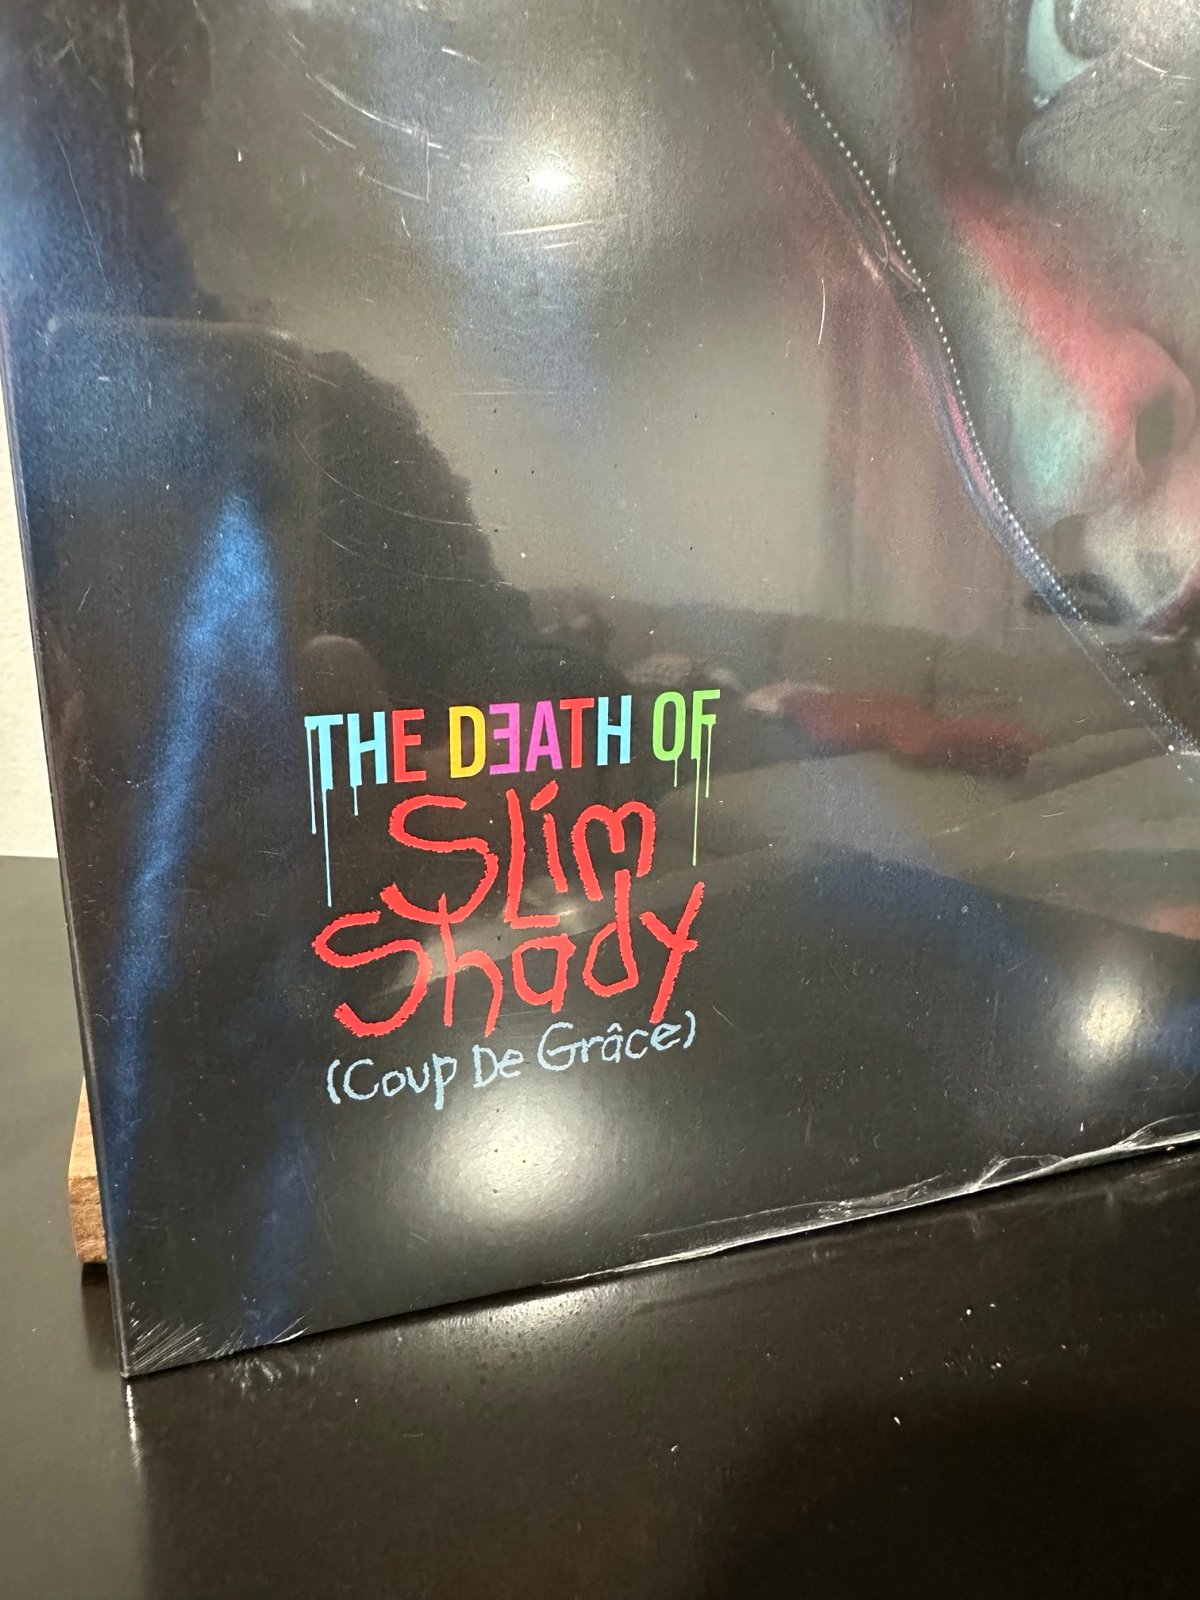 THE DEATH OF
Slim
Shady
(Coup De Grâce)